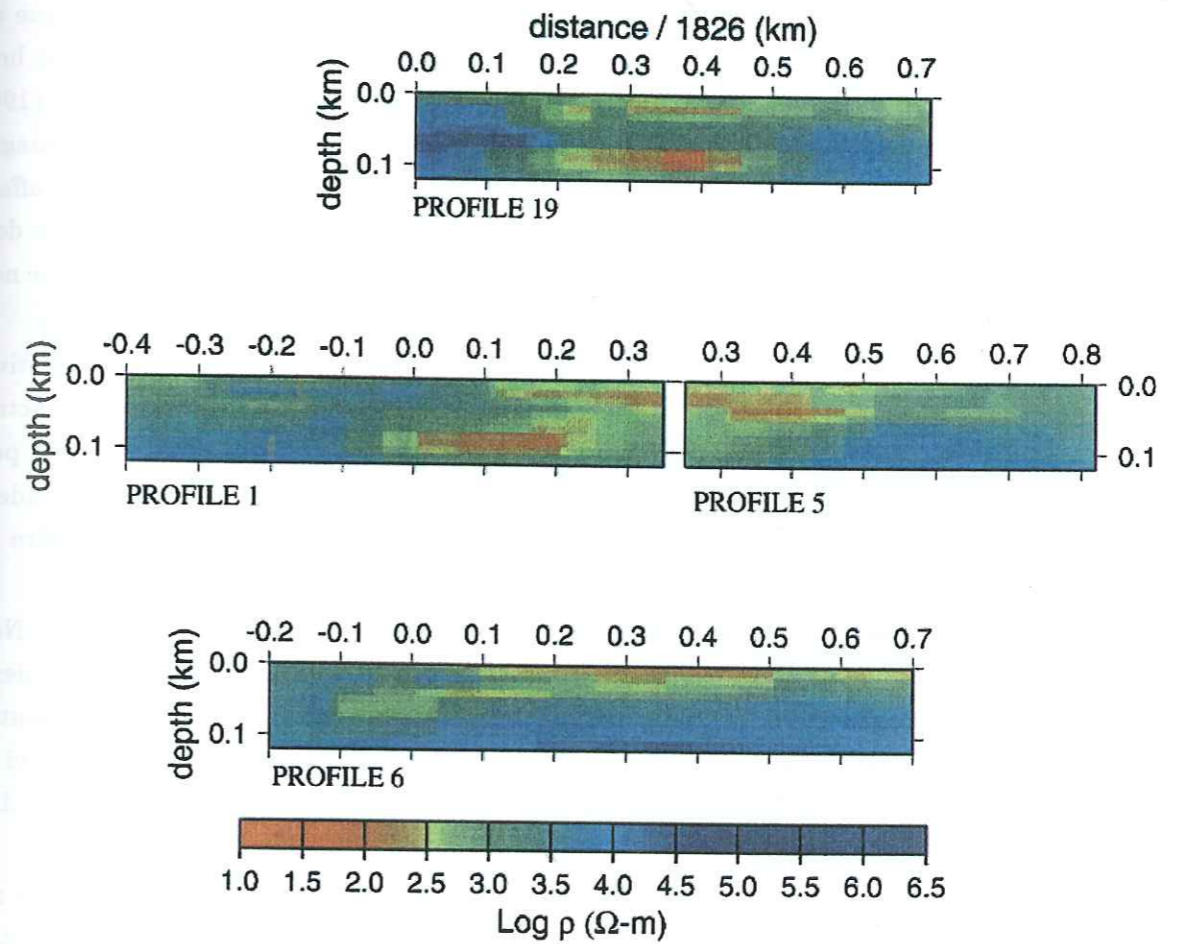 distance / 1826 (km)
0.0 0.1 0.2 0.3 0.4 0.5 0.6 0.7
depth (km)
0.0
0.1
PROFILE 19
-0.4 -0.3 -0.2 -0.1 0.0 0.1 0.2 0.3
0.3 0.4 0.5 0.6 0.7 0.8
depth (km)
0.0
0.1
0.0
0.1
PROFILE 1
PROFILE 5
-0.2 -0.1 0.0 0.1 0.2 0.3 0.4 0.5 0.6 0.7
depth (km)
0.0
0.1
PROFILE 6
1.0 1.5 2.0 2.5 3.0 3.5 4.0 4.5 5.0 5.5 6.0 6.5
Log ρ (Ω-m)